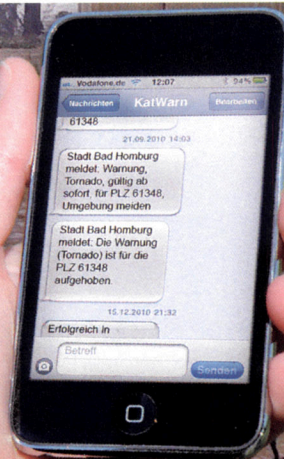 Vodafone.de 12:07 94%
Nachrichten KatWarn Bearbeiten
61348
21.09.2010 14:03
Stadt Bad Homburg
meldet: Warnung,
Tornado, gültig ab
sofort, für PLZ 61348,
Umgebung meiden
Stadt Bad Homburg
meldet: Die Warnung
(Tornado) ist für die
PLZ 61348
aufgehoben.
15.12.2010 21:32
Erfolgreich in
Betreff
Senden